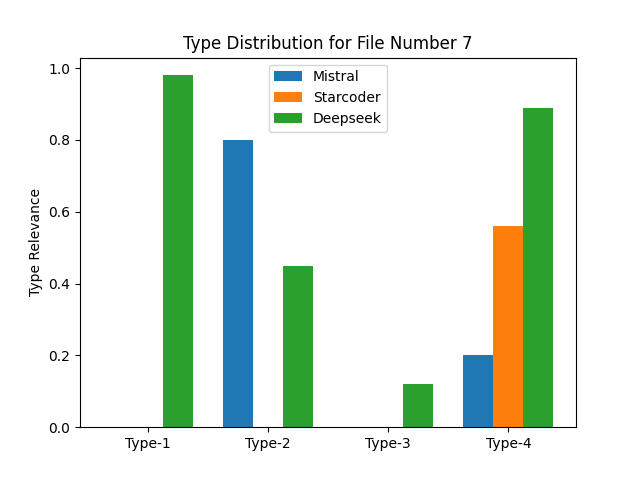 Type Distribution for File Number 7
Mistral
Starcoder
Deepseek
Type Relevance
1.0
0.8
0.6
0.4
0.2
0.0
Type-1 Type-2 Type-3 Type-4